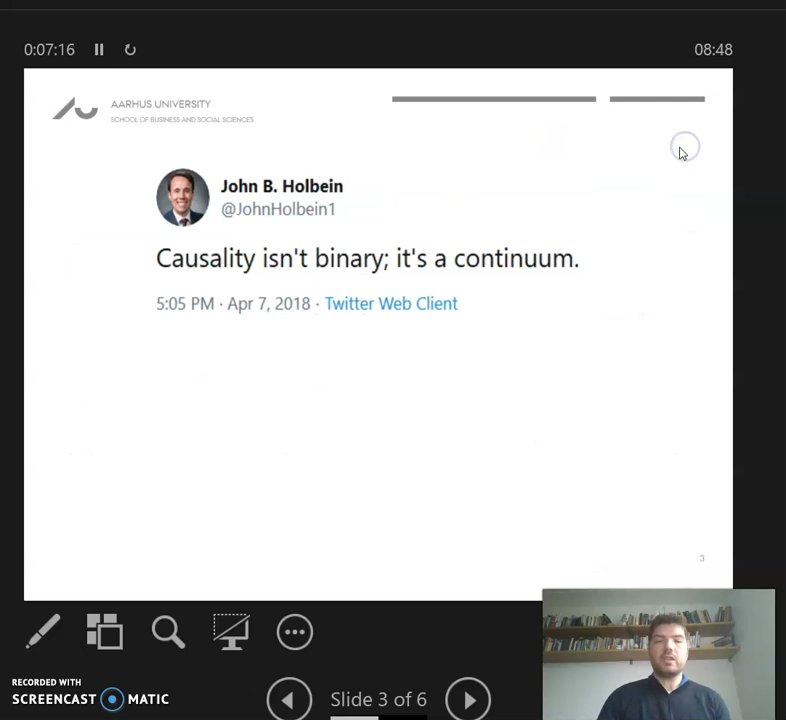 0:07:16
08:48
AARHUS UNIVERSITY
SCHOOL OF BUSINESS AND SOCIAL SCIENCES
John B. Holbein
@JohnHolbein1
Causality isn't binary; it's a continuum.
5:05 PM · Apr 7, 2018 · Twitter Web Client
3
RECORDED WITH
SCREENCAST MATIC
Slide 3 of 6